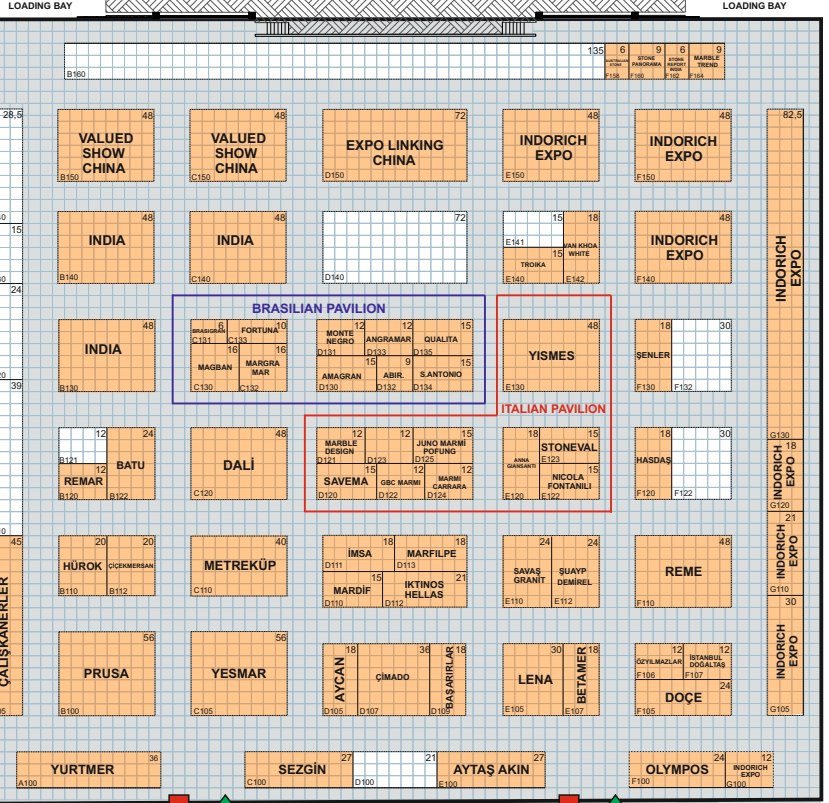 LOADING BAY
LOADING BAY
135
B160
6
F158
9
STONE
PANORAMA
F160
6
STONE
REPORT
F162
9
MARBLE
TREND
F164
28,5
48
VALUED
SHOW
CHINA
B150
48
VALUED
SHOW
CHINA
C150
72
EXPO LINKING
CHINA
D150
48
INDORICH
EXPO
E150
48
INDORICH
EXPO
F150
82,5
INDORICH
EXPO
G130
15
24
39
48
INDIA
B140
48
INDIA
C140
72
D140
15
E141
15
TROIKA
E140
18
VAN KHOA
WHITE
E142
48
INDORICH
EXPO
F140
BRASILIAN PAVILION
48
INDIA
B130
6
BRASIGRAN
C131
10
FORTUNA
C133
16
MAGBAN
C130
16
MARGRA
MAR
C132
12
MONTE
NEGRO
D131
12
ANGRAMAR
D133
15
QUALITA
D135
15
AMAGRAN
D130
9
ABIR.
D132
15
S.ANTONIO
D134
48
YISMES
E130
18
ŞENLER
F130
30
F132
ITALIAN PAVILION
12
B121
12
REMAR
B120
24
BATU
B122
48
DALİ
C120
12
MARBLE
DESIGN
D121
12
D123
15
JUNO MARMİ
POFUNG
D125
15
SAVEMA
D120
12
GBC MARMI
D122
12
MARMI
CARRARA
D124
18
ANNA
GIANSANTI
E120
15
STONEVAL
E123
15
NICOLA
FONTANILI
E122
18
HASDAŞ
F120
30
F122
18
INDORICH
EXPO
G120
45
ÇALIŞKANERLER
20
HÜROK
B110
20
ÇİÇEKMERSAN
B112
40
METREKÜP
C110
18
İMSA
D111
18
MARFILPE
D113
15
MARDİF
D110
21
IKTINOS
HELLAS
D112
24
SAVAŞ
GRANİT
E110
24
ŞUAYP
DEMİREL
E112
48
REME
F110
21
INDORICH
EXPO
G110
56
PRUSA
B100
56
YESMAR
C105
18
AYCAN
D105
36
ÇİMADO
D107
18
BAŞARIRLAR
D109
30
LENA
E105
18
BETAMER
E107
12
ÖZYILMAZLAR
F106
12
İSTANBUL
DOĞALTAŞ
F107
24
DOÇE
F105
30
INDORICH
EXPO
G105
36
YURTMER
A100
27
SEZGİN
C100
21
D100
27
AYTAŞ AKIN
E100
24
OLYMPOS
F100
12
INDORICH
EXPO
G100